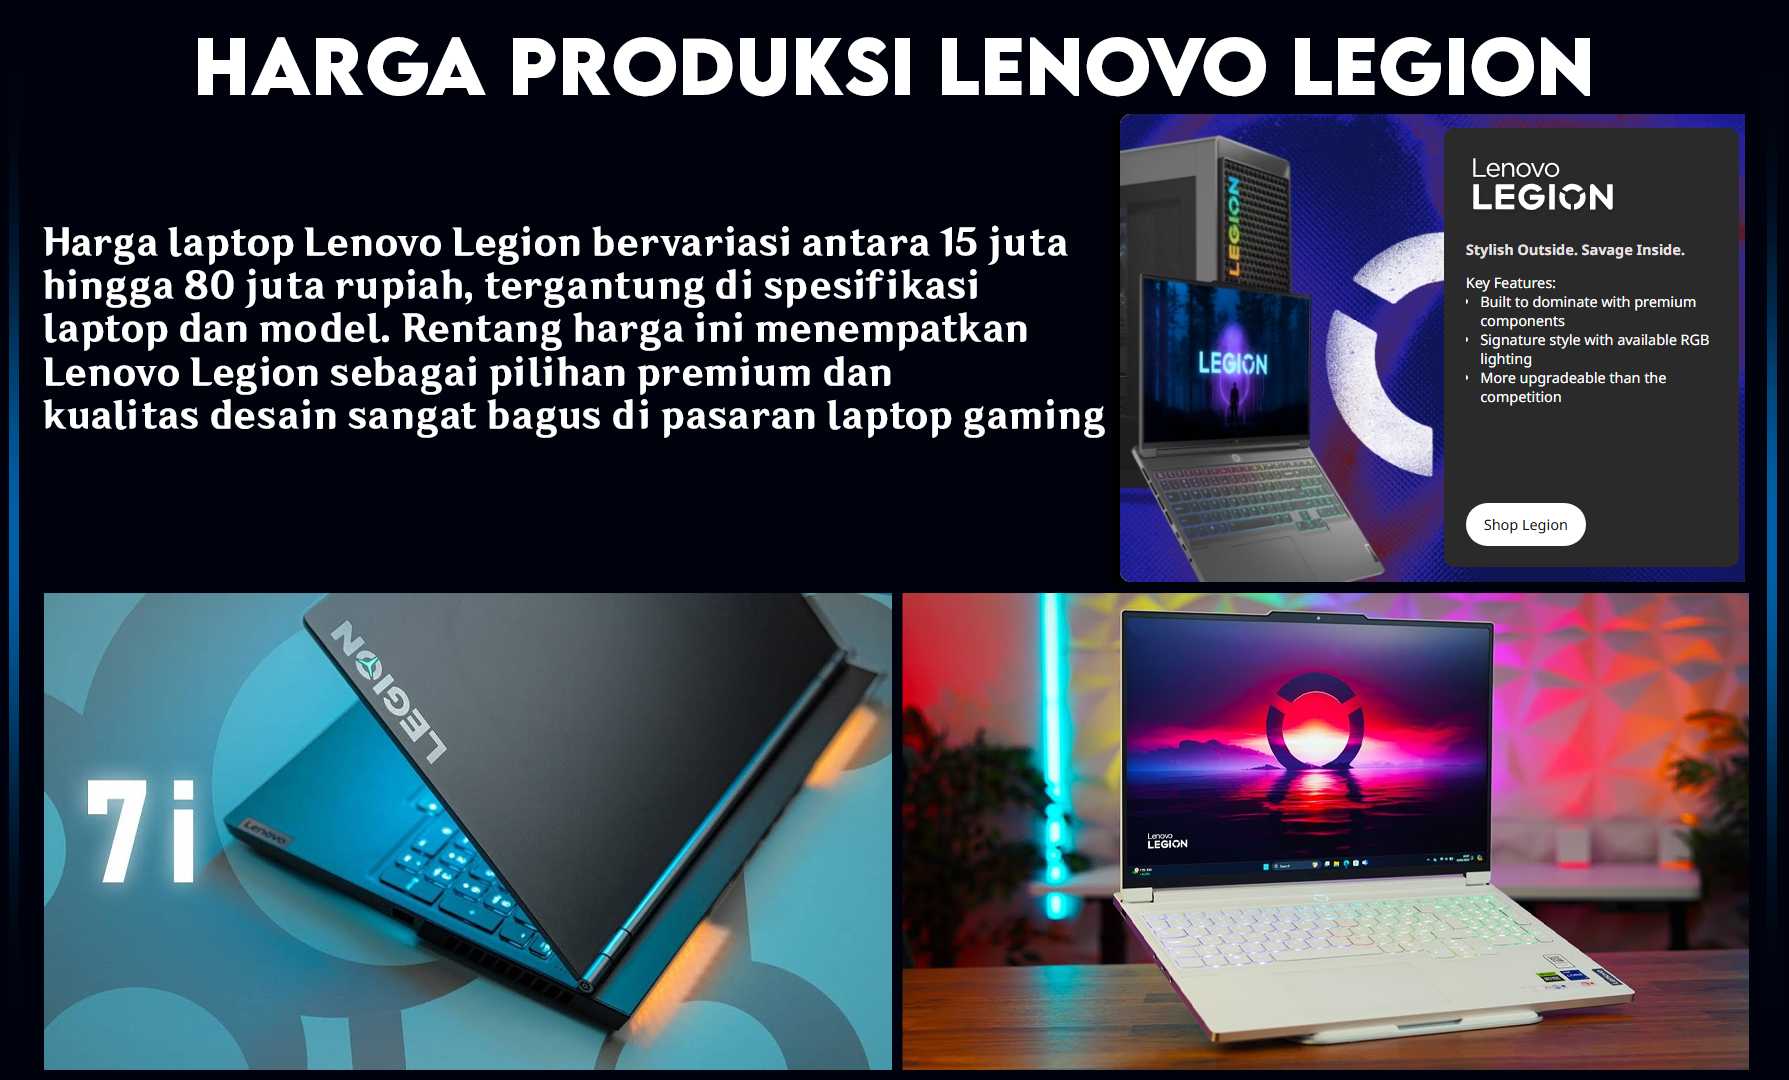 HARGA PRODUKSI LENOVO LEGION
Harga laptop Lenovo Legion bervariasi antara 15 juta
hingga 80 juta rupiah, tergantung di spesifikasi
laptop dan model. Rentang harga ini menempatkan
Lenovo Legion sebagai pilihan premium dan
kualitas desain sangat bagus di pasaran laptop gaming
LEGION
LEGION
Lenovo
LEGION
Stylish Outside. Savage Inside.
Key Features:
• Built to dominate with premium
components
• Signature style with available RGB
lighting
• More upgradeable than the
competition
Shop Legion
LEGION
7i
Lenovo
Lenovo
LEGION
Search
Lenovo